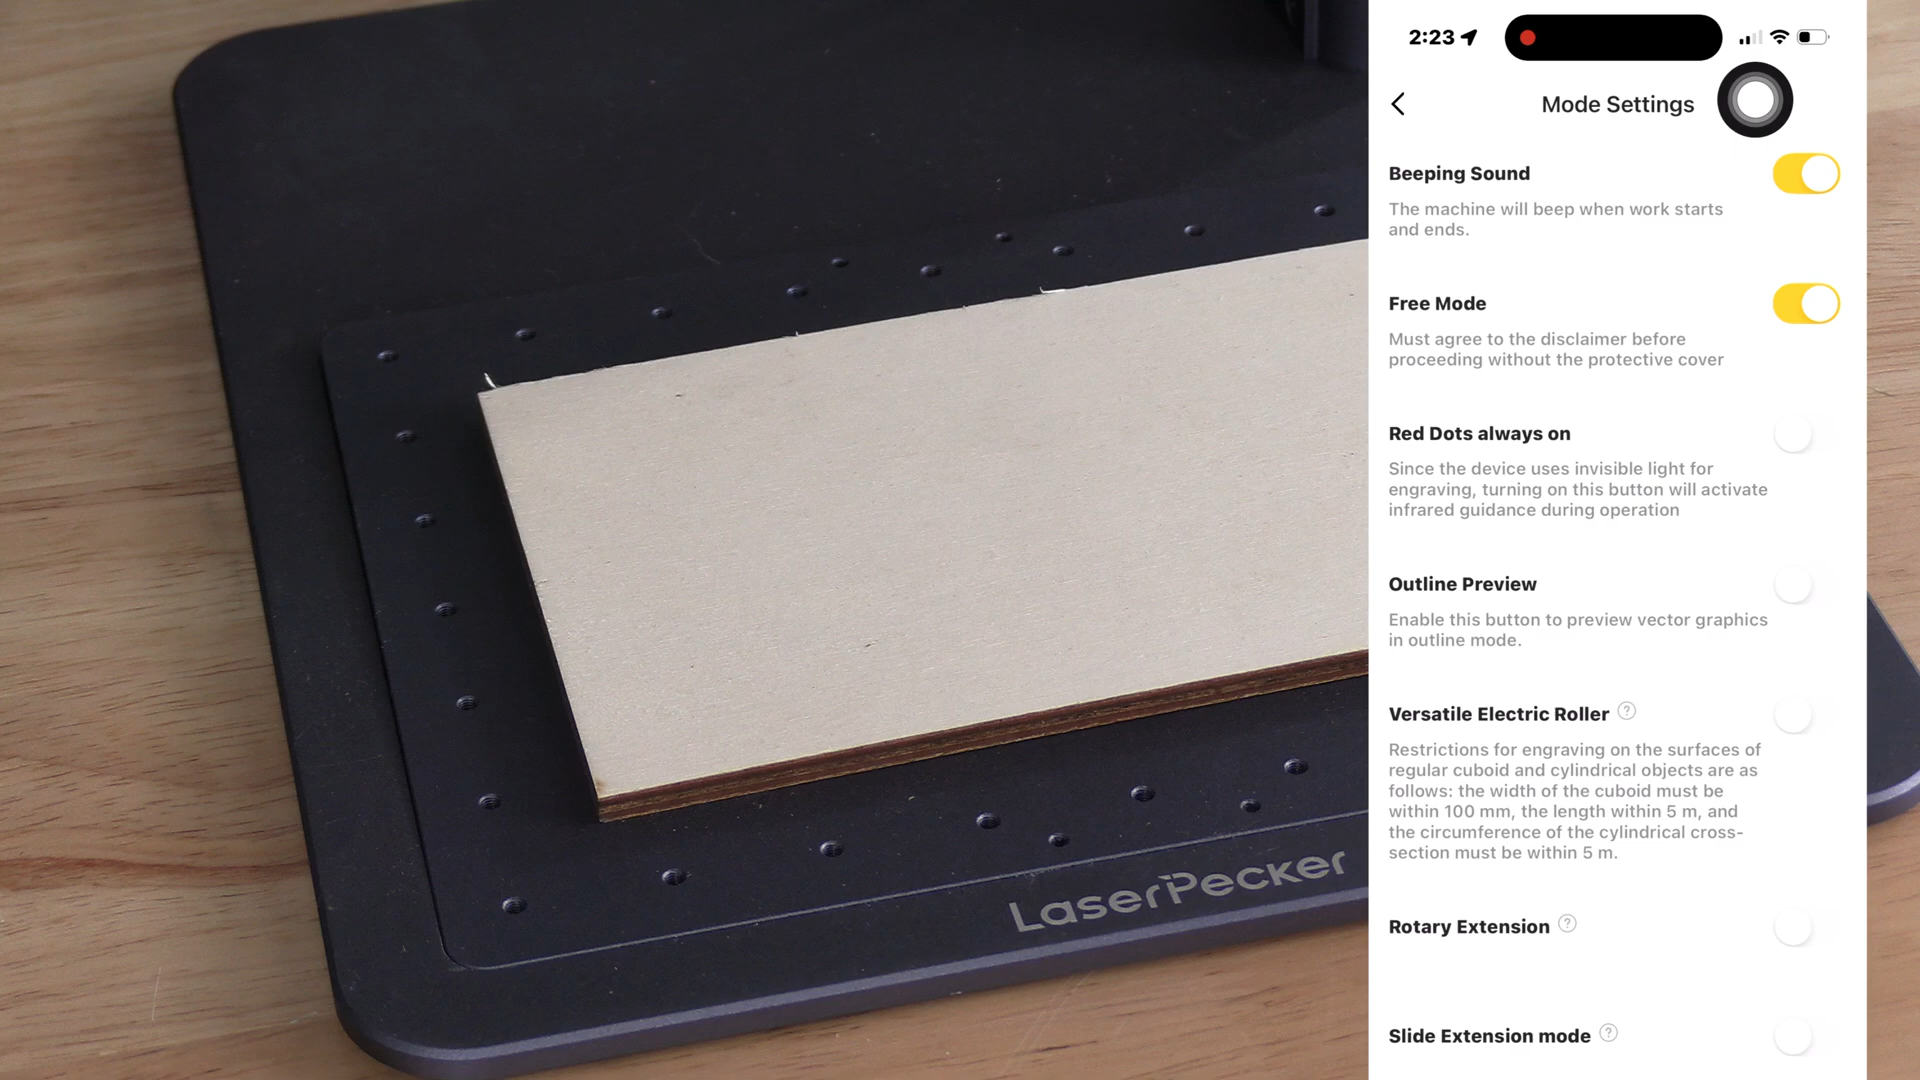 2:23
Mode Settings
Beeping Sound
The machine will beep when work starts
and ends.
Free Mode
Must agree to the disclaimer before
proceeding without the protective cover
Red Dots always on
Since the device uses invisible light for
engraving, turning on this button will activate
infrared guidance during operation
Outline Preview
Enable this button to preview vector graphics
in outline mode.
Versatile Electric Roller ?
Restrictions for engraving on the surfaces of
regular cuboid and cylindrical objects are as
follows: the width of the cuboid must be
within 100 mm, the length within 5 m, and
the circumference of the cylindrical cross-
section must be within 5 m.
Rotary Extension ?
Slide Extension mode ?
LaserPecker